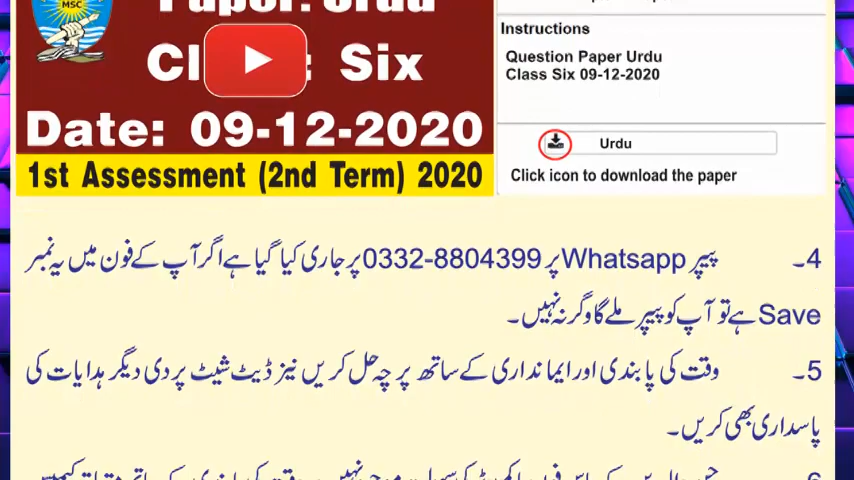 MSC
Paper: Urdu
Class: Six
Date: 09-12-2020
1st Assessment (2nd Term) 2020
Instructions
Question Paper Urdu
Class Six 09-12-2020
Urdu
Click icon to download the paper
4۔ پیپر Whatsapp پر 0332-8804399 پر جاری کیا گیا ہے اگر آپ کے فون میں یہ نمبر
Save ہے تو آپ کو پیپر ملے گا وگرنہ نہیں۔
5۔ وقت کی پابندی اور ایمانداری کے ساتھ پرچہ حل کریں نیز ڈیٹ شیٹ پر دی دیگر ہدایات کی
پاسداری بھی کریں۔